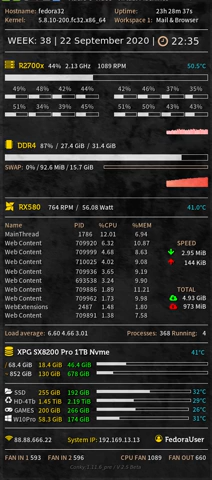 Hostname: fedora32 Uptime: 23h 28m 37s
Kernel: 5.8.10-200.fc32.x86_64 Workspace 1: Mail & Browser
WEEK: 38 | 22 September 2020 | 22:35
R2700x 44% 2.13 GHz 1089 RPM 50.5°C
49% 48% 42% 44% 42% 46% 37% 35%
44% 39% 45% 45% 51% 50% 43% 43%
DDR4 87% / 27.4 GiB / 31.4 GiB
SWAP: 0% / 92.6 MiB / 15.7 GiB
RX580 764 RPM / 56.08 Watt 41.0°C
Name PID %CPU %MEM
MainThread 1786 12.01 6.94
Web Content 709920 6.32 10.87
Web Content 709999 4.68 8.63
Web Content 710025 4.02 9.08
Web Content 709936 3.65 9.19
Web Content 693538 3.24 9.90
Web Content 709886 1.89 11.21
Web Content 709962 1.73 9.98
WebExtensions 2487 1.48 1.80
Web Content 709891 1.38 7.58
SPEED
2.95 MiB
144 KiB
TOTAL
4.93 GiB
973 MiB
Load average: 6.60 4.66 3.01 Processes: 368 Running: 4
XPG SX8200 Pro 1TB Nvme 41°C
/ 68.4 GiB 18.4 GiB 46.4 GiB
~ 852 GiB 130 GiB 678 GiB
SSD 255 GiB 192 GiB 32°C
HD-4Tb 1.45 TiB 2.19 TiB 29°C
GAMES 200 GiB 266 GiB 26°C
W10Pro 58.3 GiB 174 GiB 31°C
88.88.666.22 System IP: 192.169.13.13 FedoraUser
FAN IN 1 593 FAN IN 2 596 CPU FAN 1089 FAN OUT 660